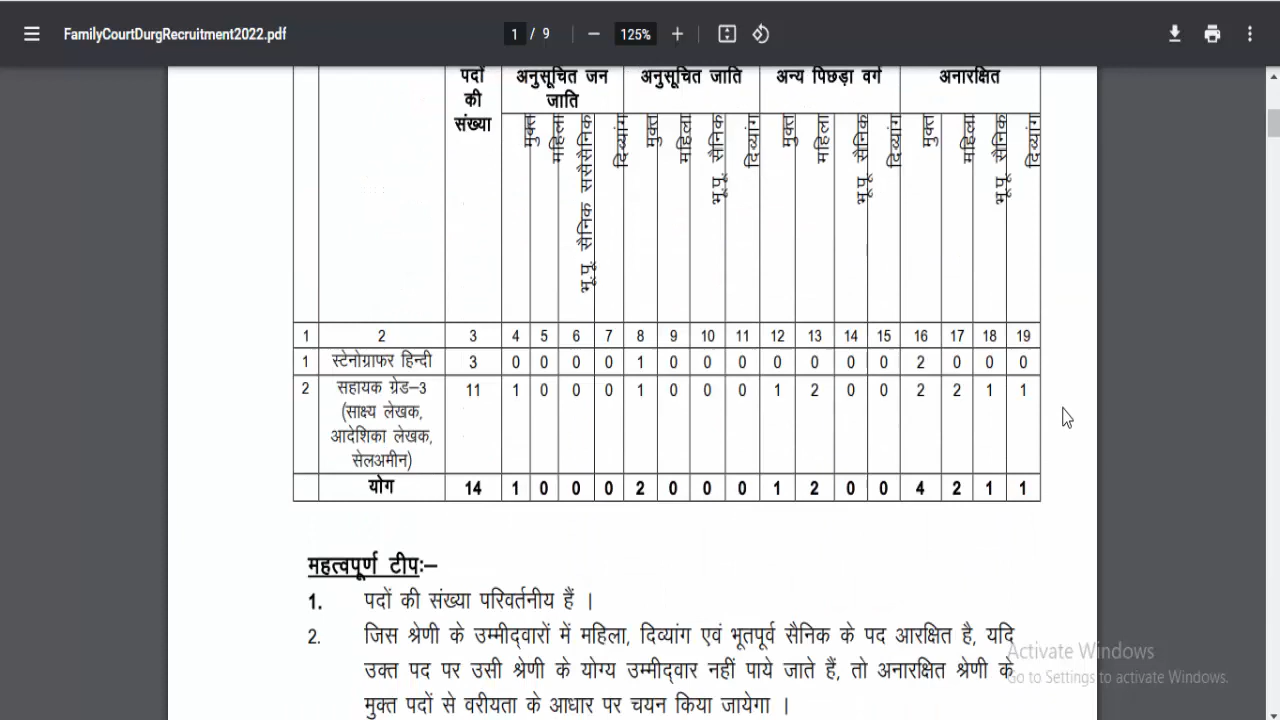 FamilyCourtDurgRecruitment2022.pdf
1 / 9
125%
पदों की संख्या
अनुसूचित जन जाति
अनुसूचित जाति
अन्य पिछड़ा वर्ग
अनारक्षित
मुक्त महिला भू.पू. सैनिक ससैसैनिक दिव्यांग मुक्त महिला भू.पू. सैनिक दिव्यांग मुक्त महिला भू.पू. सैनिक दिव्यांग मुक्त महिला भू.पू. सैनिक दिव्यांग
1 2 3 4 5 6 7 8 9 10 11 12 13 14 15 16 17 18 19
1 स्टेनोग्राफर हिन्दी 3 0 0 0 0 1 0 0 0 0 0 0 0 2 0 0 0
2 सहायक ग्रेड–3 11 1 0 0 0 1 0 0 0 1 2 0 0 2 2 1 1
(साक्ष्य लेखक,
आदेशिका लेखक,
सेलअमीन)
योग 14 1 0 0 0 2 0 0 0 1 2 0 0 4 2 1 1
महत्वपूर्ण टीपः–
1. पदों की संख्या परिवर्तनीय हैं ।
2. जिस श्रेणी के उम्मीद्वारों में महिला, दिव्यांग एवं भूतपूर्व सैनिक के पद आरक्षित है, यदि
उक्त पद पर उसी श्रेणी के योग्य उम्मीद्वार नहीं पाये जाते हैं, तो अनारक्षित श्रेणी के
मुक्त पदों से वरीयता के आधार पर चयन किया जायेगा ।
Activate Windows
Go to Settings to activate Windows.